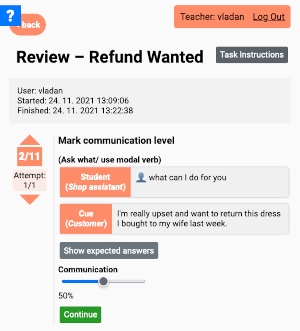 ?
back
Teacher: vladan Log Out
Review – Refund Wanted
Task Instructions
User: vladan
Started: 24. 11. 2021 13:09:06
Finished: 24. 11. 2021 13:22:38
2/11
Attempt:
1/1
Mark communication level
(Ask what/ use modal verb)
Student
(Shop assistant)
what can I do for you
Cue
(Customer)
I'm really upset and want to return this dress
I bought to my wife last week.
Show expected answers
Communication
50%
Continue